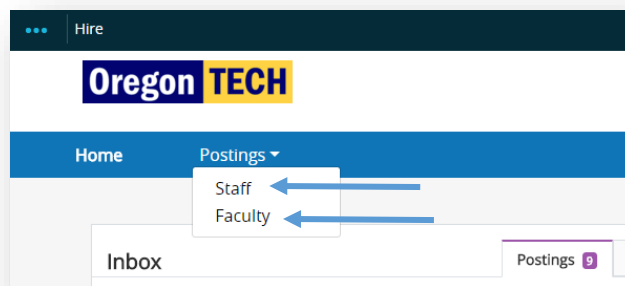 Hire
Oregon TECH
Home Postings
Staff
Faculty
Inbox Postings 9